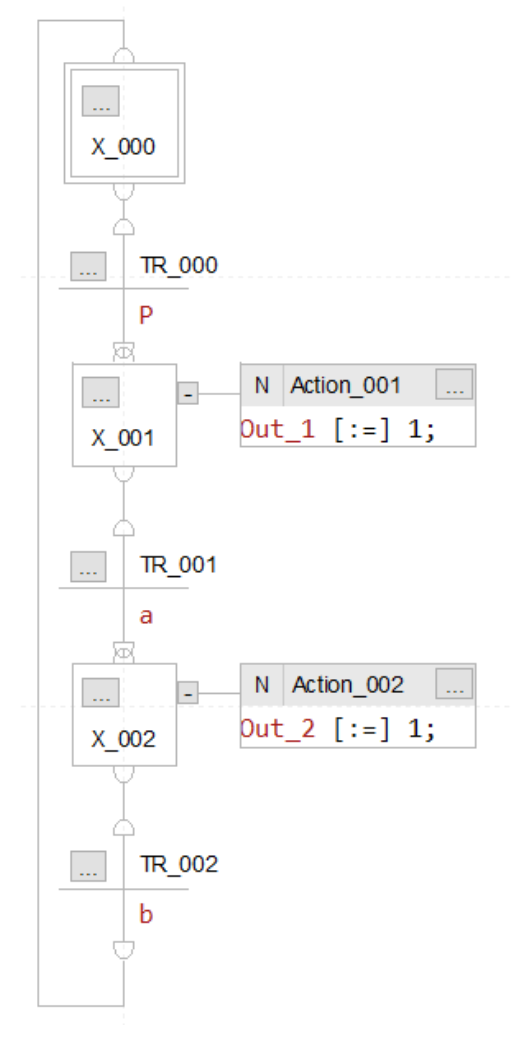 ...
X_000
... TR_000
P
... - N Action_001 ...
X_001 Out_1 [:=] 1;
... TR_001
a
... - N Action_002 ...
X_002 Out_2 [:=] 1;
... TR_002
b